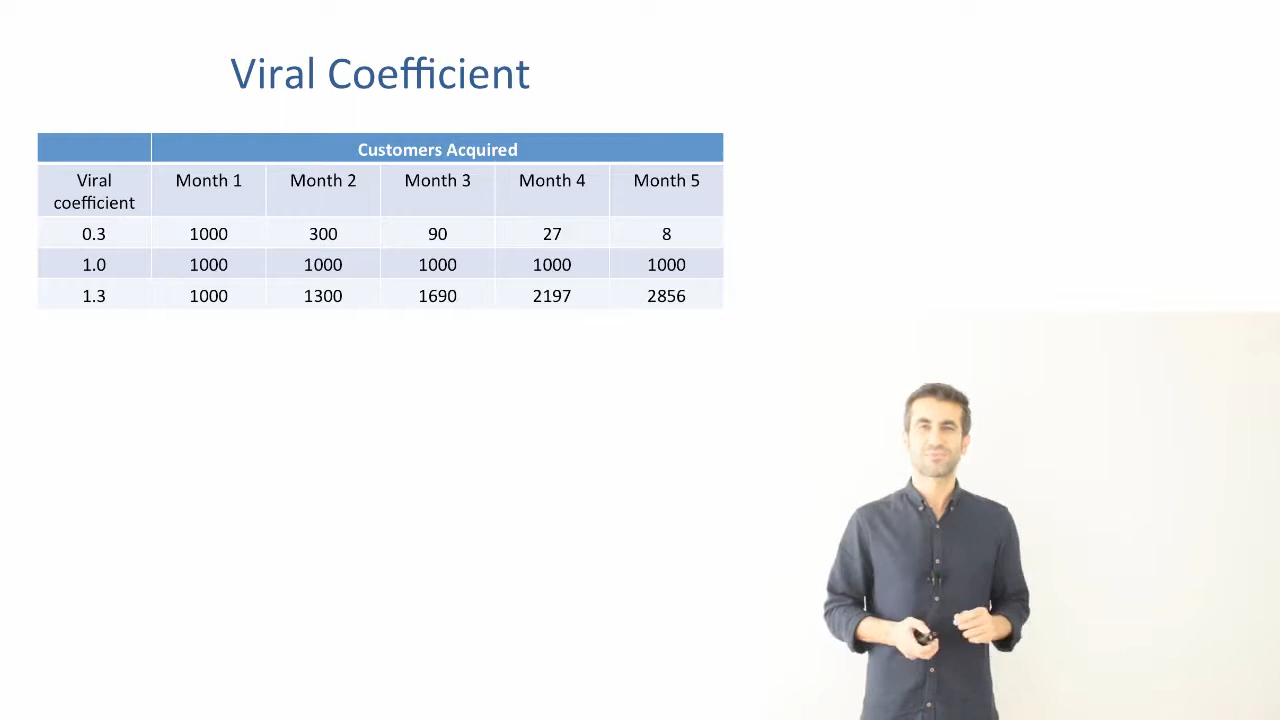 Viral Coefficient
Customers Acquired
Viral coefficient Month 1 Month 2 Month 3 Month 4 Month 5
0.3 1000 300 90 27 8
1.0 1000 1000 1000 1000 1000
1.3 1000 1300 1690 2197 2856